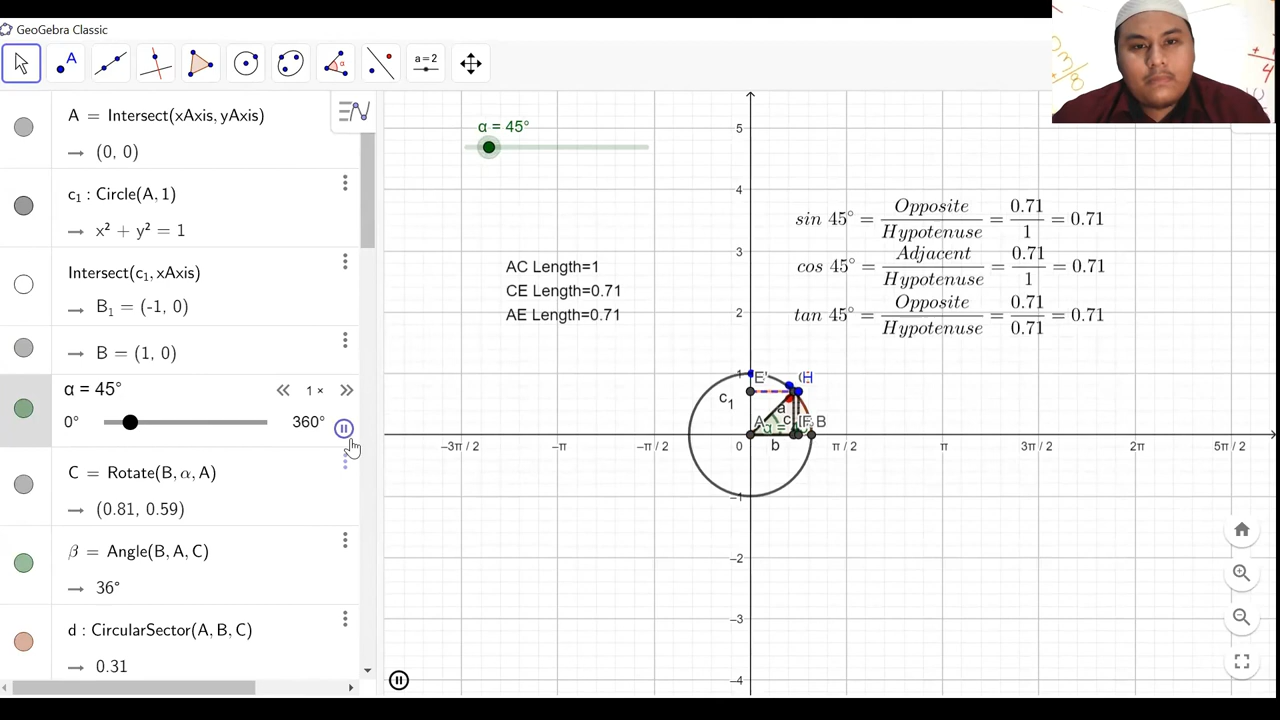 GeoGebra Classic
A
a=2
A = Intersect(xAxis, yAxis)
→ (0, 0)
c₁ : Circle(A, 1)
→ x² + y² = 1
Intersect(c₁, xAxis)
→ B₁ = (-1, 0)
→ B = (1, 0)
α = 45°
1 ×
0° 360°
C = Rotate(B, α, A)
→ (0.81, 0.59)
β = Angle(B, A, C)
→ 36°
d : CircularSector(A, B, C)
→ 0.31
α = 45°
AC Length=1
CE Length=0.71
AE Length=0.71
sin 45° = Opposite / Hypotenuse = 0.71 / 1 = 0.71
cos 45° = Adjacent / Hypotenuse = 0.71 / 1 = 0.71
tan 45° = Opposite / Hypotenuse = 0.71 / 0.71 = 0.71
5
4
3
2
1
E'
H
c₁
a
A
B
b
–3π / 2 –π –π / 2 0 π / 2 π 3π / 2 2π 5π / 2
–1
–2
–3
–4